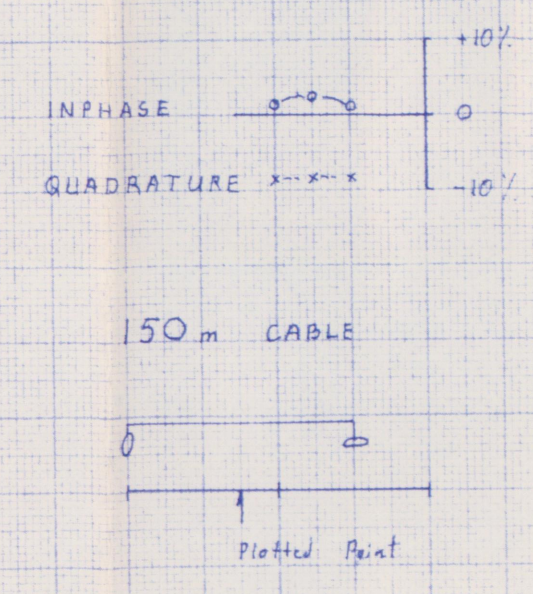 +10%
INPHASE 0
QUADRATURE x--x--x -10%
150 m CABLE
Plotted Point